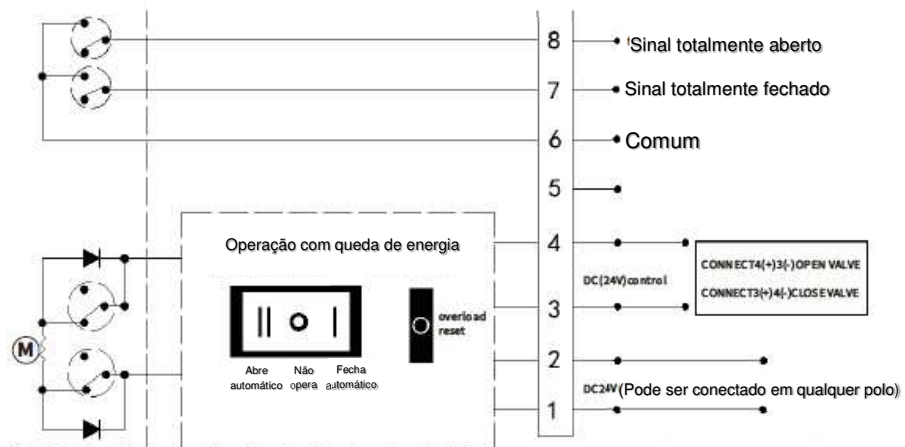 8 Sinal totalmente aberto
7 Sinal totalmente fechado
6 Comum
5
Operação com queda de energia
4
DC(24V)control
CONNECT4(+)3(-)OPEN VALVE
CONNECT3(+)4(-)CLOSEVALVE
3
overload
reset
|| O |
M
Abre Não Fecha
automático opera automático
2
DC24V(Pode ser conectado em qualquer polo)
1